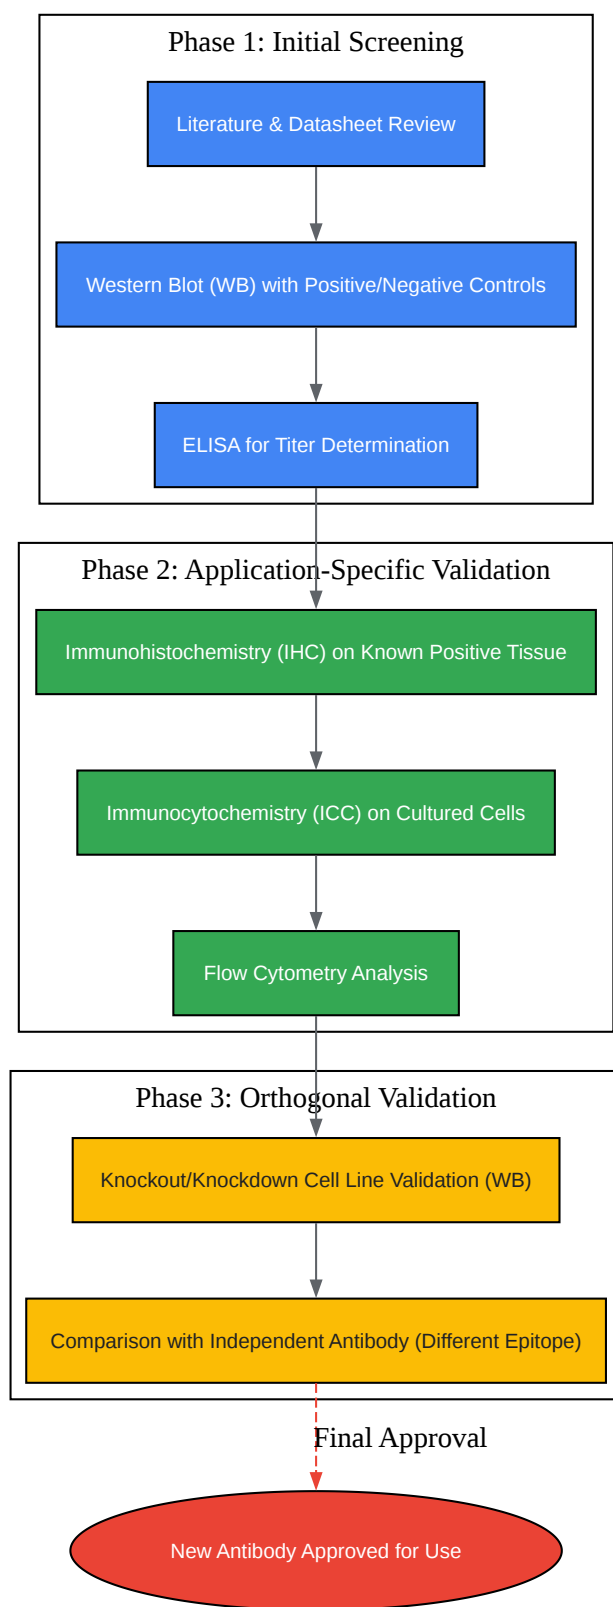 Phase 1: Initial Screening
Literature & Datasheet Review
Western Blot (WB) with Positive/Negative Controls
ELISA for Titer Determination
Phase 2: Application-Specific Validation
Immunohistochemistry (IHC) on Known Positive Tissue
Immunocytochemistry (ICC) on Cultured Cells
Flow Cytometry Analysis
Phase 3: Orthogonal Validation
Knockout/Knockdown Cell Line Validation (WB)
Comparison with Independent Antibody (Different Epitope)
Final Approval
New Antibody Approved for Use